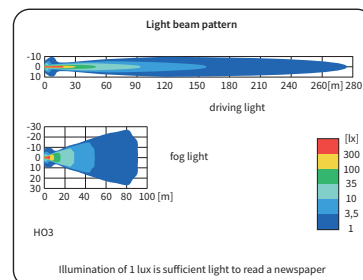 Light beam pattern
-10
0
10
0 30 60 90 120 150 180 210 240 260[m] 280
driving light
-30
-20
-10
0
10
20
30
0 20 40 60 80 100 [m]
fog light
[lx]
300
100
35
10
3,5
1
HO3
Illumination of 1 lux is sufficient light to read a newspaper